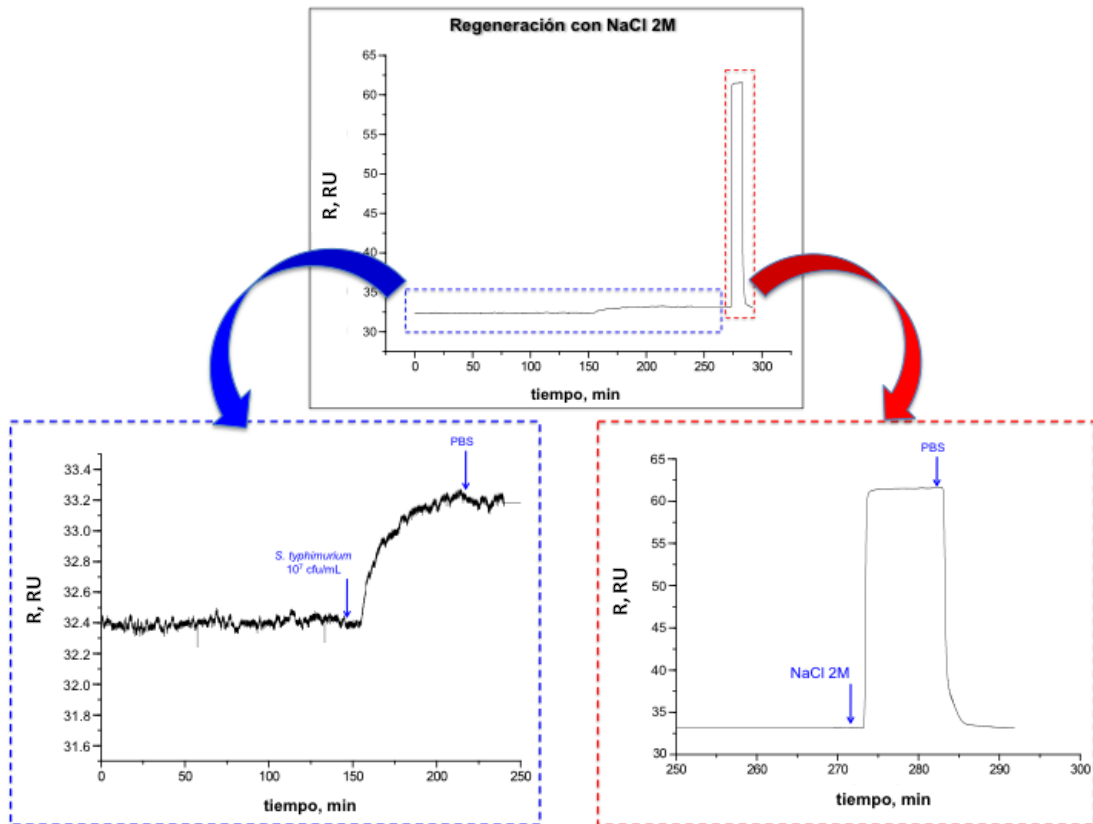 Regeneración con NaCl 2M
65
60
55
50
45
40
35
30
R, RU
0 50 100 150 200 250 300
tiempo, min
33.4
33.2
33.0
32.8
32.6
32.4
32.2
32.0
31.8
31.6
R, RU
PBS
S. typhimurium
10⁷ cfu/mL
0 50 100 150 200 250
tiempo, min
65
60
55
50
45
40
35
30
R, RU
PBS
NaCl 2M
250 260 270 280 290 300
tiempo, min